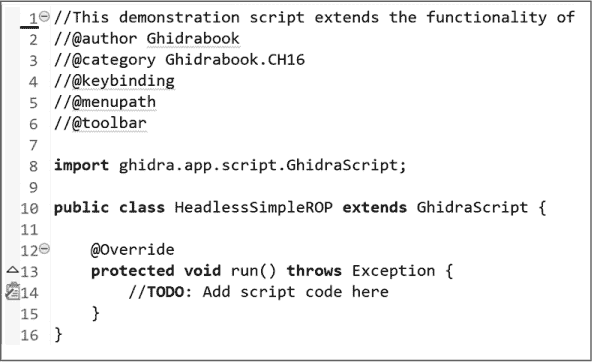 1 //This demonstration script extends the functionality of
2 //@author Ghidrabook
3 //@category Ghidrabook.CH16
4 //@keybinding
5 //@menupath
6 //@toolbar
7
8 import ghidra.app.script.GhidraScript;
9
10 public class HeadlessSimpleROP extends GhidraScript {
11
12     @Override
13     protected void run() throws Exception {
14         //TODO: Add script code here
15     }
16 }